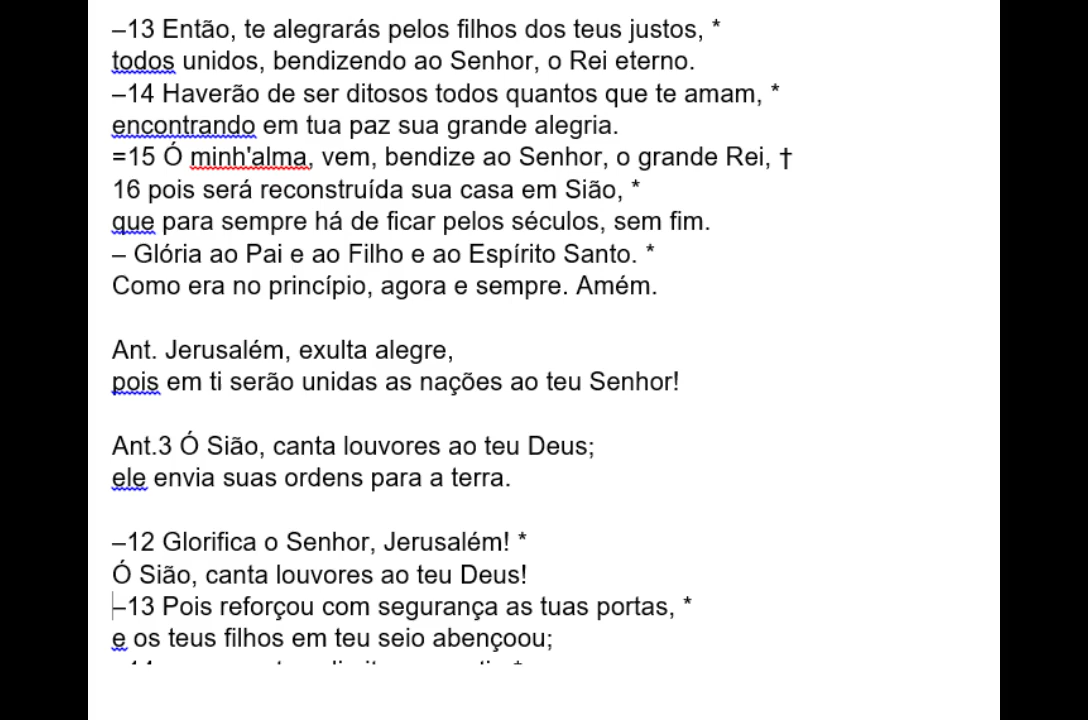 –13 Então, te alegrarás pelos filhos dos teus justos, *
todos unidos, bendizendo ao Senhor, o Rei eterno.
–14 Haverão de ser ditosos todos quantos que te amam, *
encontrando em tua paz sua grande alegria.
=15 Ó minh'alma, vem, bendize ao Senhor, o grande Rei, †
16 pois será reconstruída sua casa em Sião, *
que para sempre há de ficar pelos séculos, sem fim.
– Glória ao Pai e ao Filho e ao Espírito Santo. *
Como era no princípio, agora e sempre. Amém.
Ant. Jerusalém, exulta alegre,
pois em ti serão unidas as nações ao teu Senhor!
Ant.3 Ó Sião, canta louvores ao teu Deus;
ele envia suas ordens para a terra.
–12 Glorifica o Senhor, Jerusalém! *
Ó Sião, canta louvores ao teu Deus!
–13 Pois reforçou com segurança as tuas portas, *
e os teus filhos em teu seio abençoou;